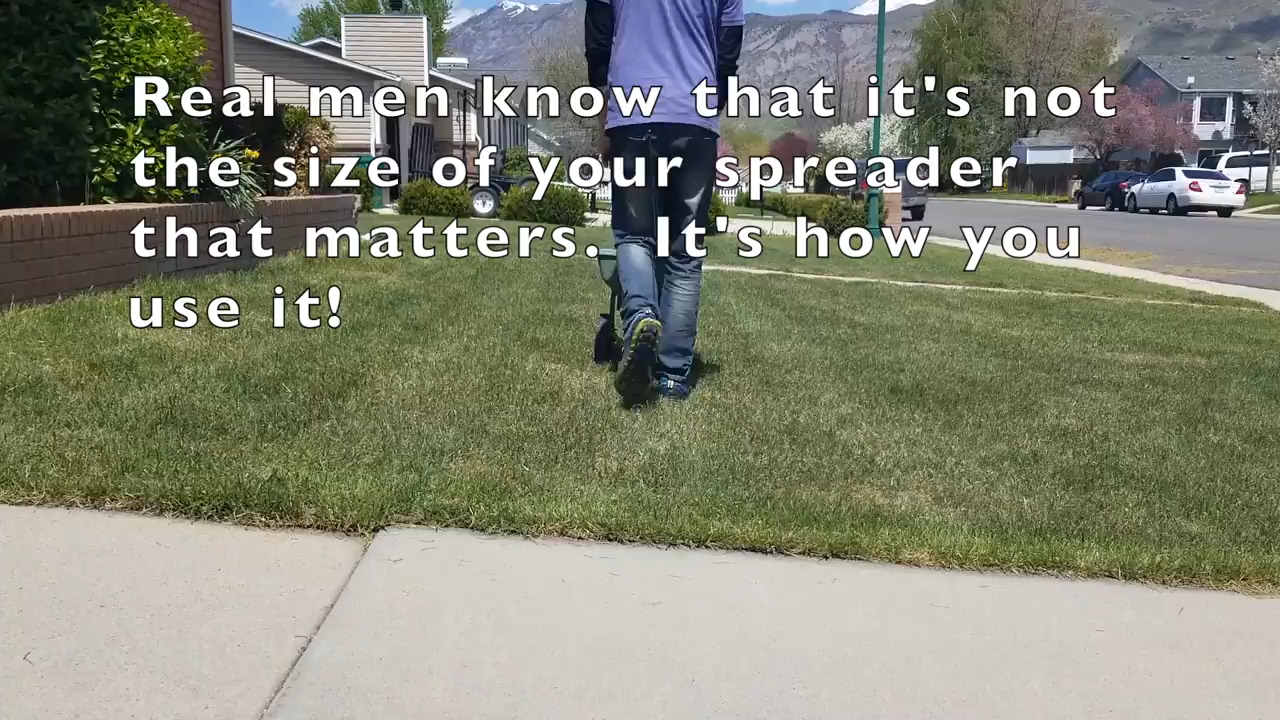 Real men know that it's not
the size of your spreader
that matters.  It's how you
use it!